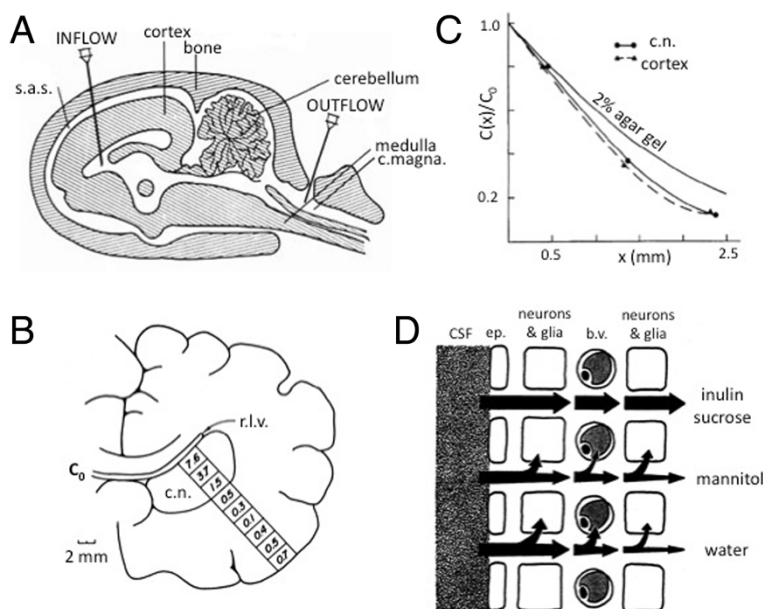 A
INFLOW
cortex
bone
s.a.s.
cerebellum
OUTFLOW
medulla
c.magna.
B
r.l.v.
C₀
c.n.
7.6
3.7
1.5
0.5
0.3
0.1
0.4
0.5
0.7
2 mm
C
1.0
C(x)/C₀
0.2
c.n.
cortex
2% agar gel
0.5
x (mm)
2.5
D
CSF
ep.
neurons
& glia
b.v.
neurons
& glia
inulin
sucrose
mannitol
water